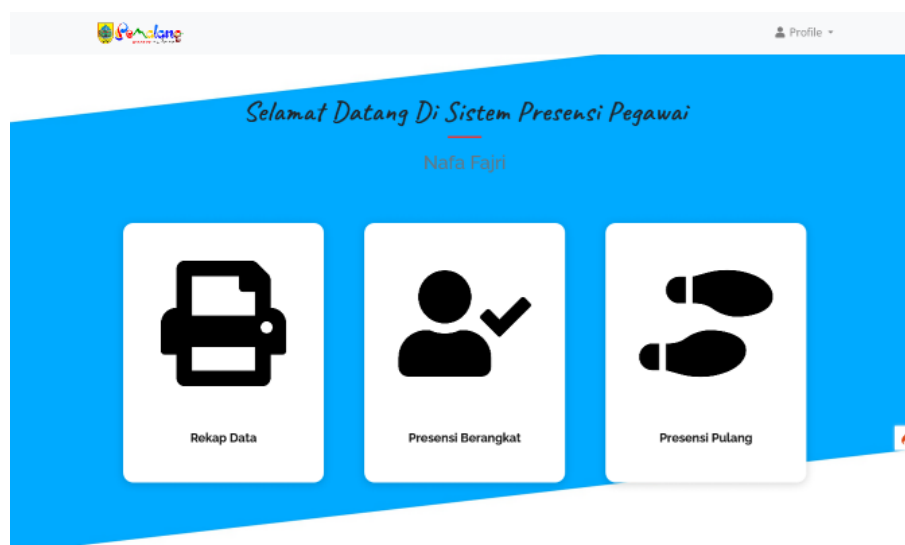 Pemalang
Profile
Selamat Datang Di Sistem Presensi Pegawai
Nafa Fajri
Rekap Data
Presensi Berangkat
Presensi Pulang